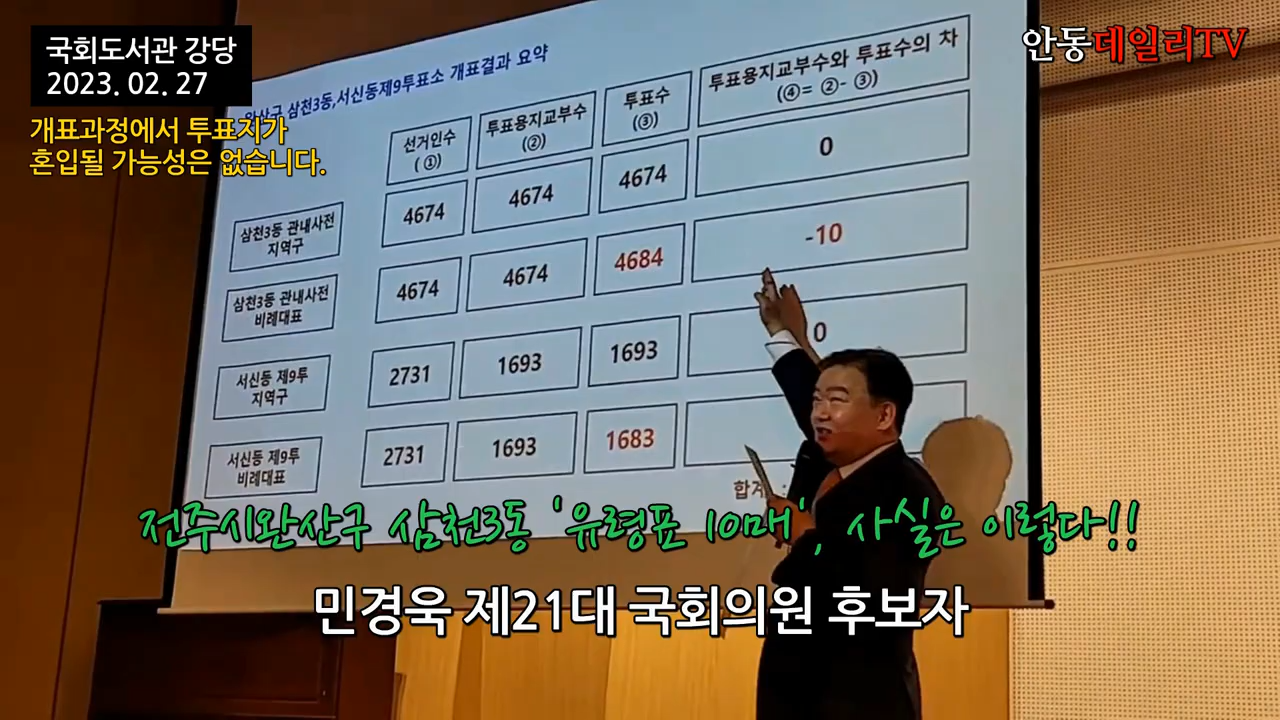 국회도서관 강당
2023. 02. 27
안동데일리TV
개표과정에서 투표지가
혼입될 가능성은 없습니다.
완산구 삼천3동,서신동제9투표소 개표결과 요약
선거인수
( ①)
투표용지교부수
(②)
투표수
(③)
투표용지교부수와 투표수의 차
(④= ②- ③)
삼천3동 관내사전
지역구
4674
4674
4674
0
삼천3동 관내사전
비례대표
4674
4674
4684
-10
서신동 제9투
지역구
2731
1693
1693
0
서신동 제9투
비례대표
2731
1693
1683
합계 :
전주시완산구 삼천3동 '유령표 10매', 사실은 이렇다!!
민경욱 제21대 국회의원 후보자